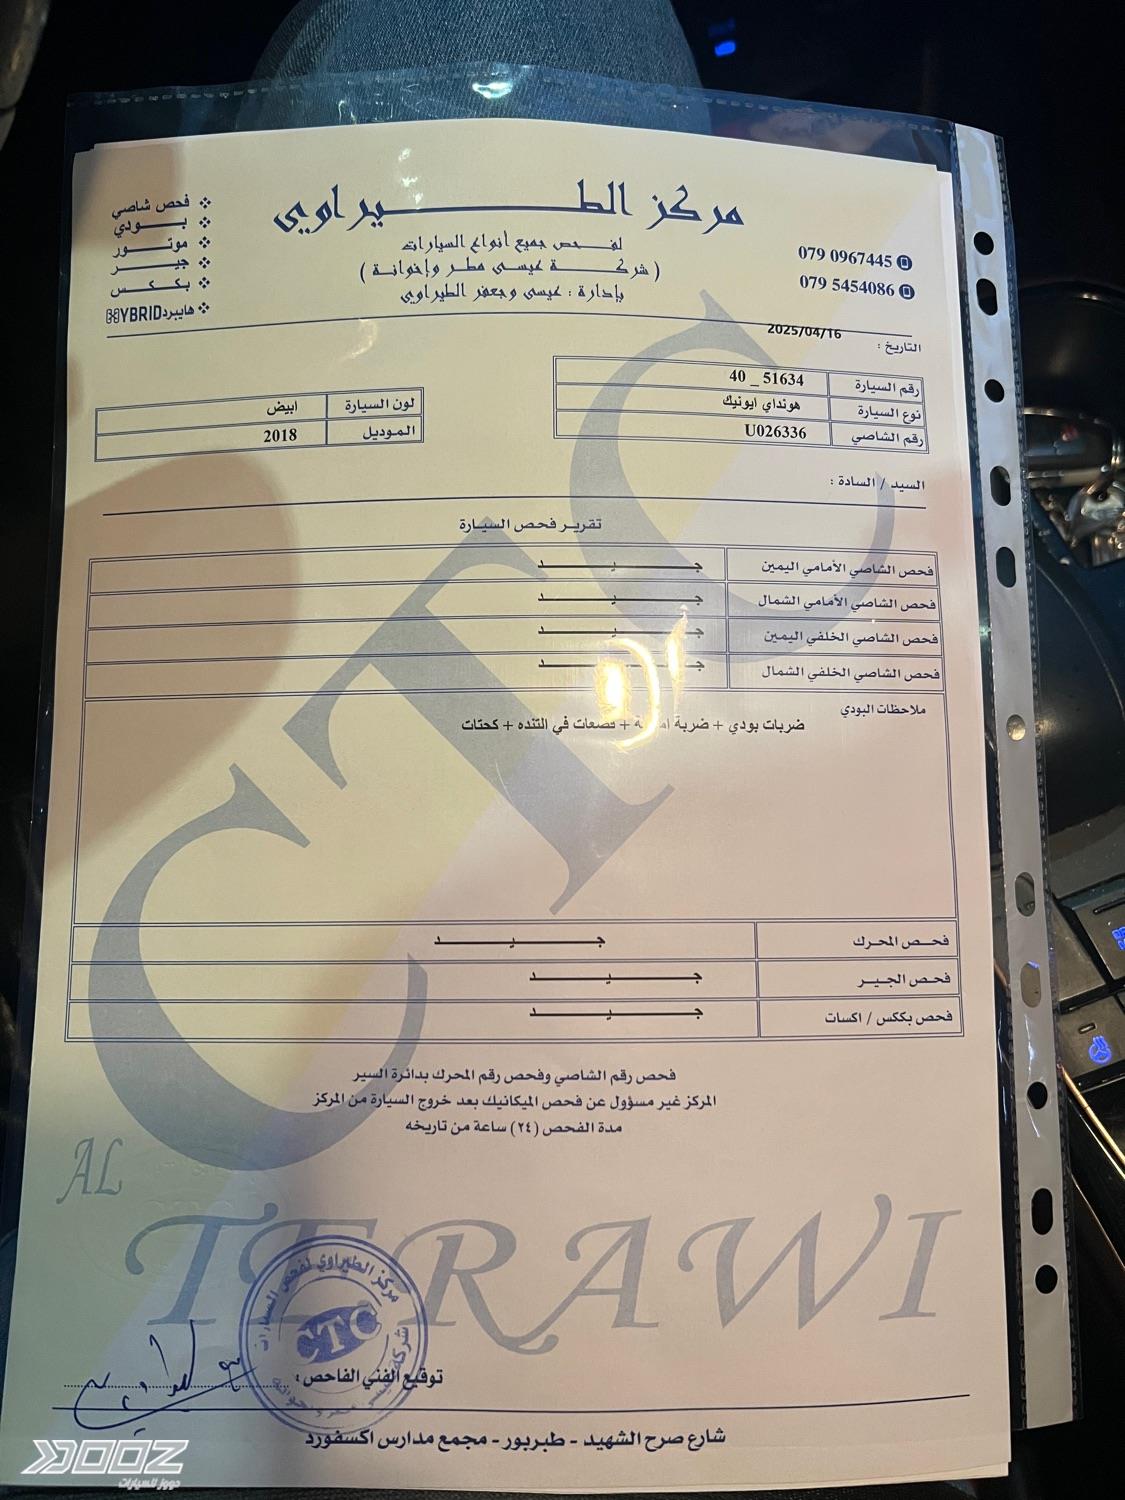 مركز الطيراوي
لفحص جميع أنواع السيارات
(شركة عيسى مطر وإخوانة)
بإدارة : عيسى وجعفر الطيراوي
079 0967445
079 5454086
❖ فحص شاصي
❖ بودي
❖ موتور
❖ جير
❖ بككس
❖ هايبرد HYBRID
التاريخ : 2025/04/16
رقم السيارة 40 _ 51634
نوع السيارة هونداي ايونيك
رقم الشاصي U026336
لون السيارة ابيض
الموديل 2018
السيد / السادة :
تقرير فحص السيارة
فحص الشاصي الأمامي اليمين جيد
فحص الشاصي الأمامي الشمال جيد
فحص الشاصي الخلفي اليمين جيد
فحص الشاصي الخلفي الشمال
ملاحظات البودي
ضربات بودي + ضربة + قصعات في التنده + كحتات
فحص المحرك جيد
فحص الجير جيد
فحص بككس / اكسات جيد
فحص رقم الشاصي وفحص رقم المحرك بدائرة السير
المركز غير مسؤول عن فحص الميكانيك بعد خروج السيارة من المركز
مدة الفحص (٢٤) ساعة من تاريخه
CTC
AL
TERAWI
مركز الطيراوي لفحص السيارات
CTC
توقيع الفني الفاحص :
شارع صرح الشهيد - طبربور - مجمع مدارس اكسفورد
DOOZ
دووز للسيارات